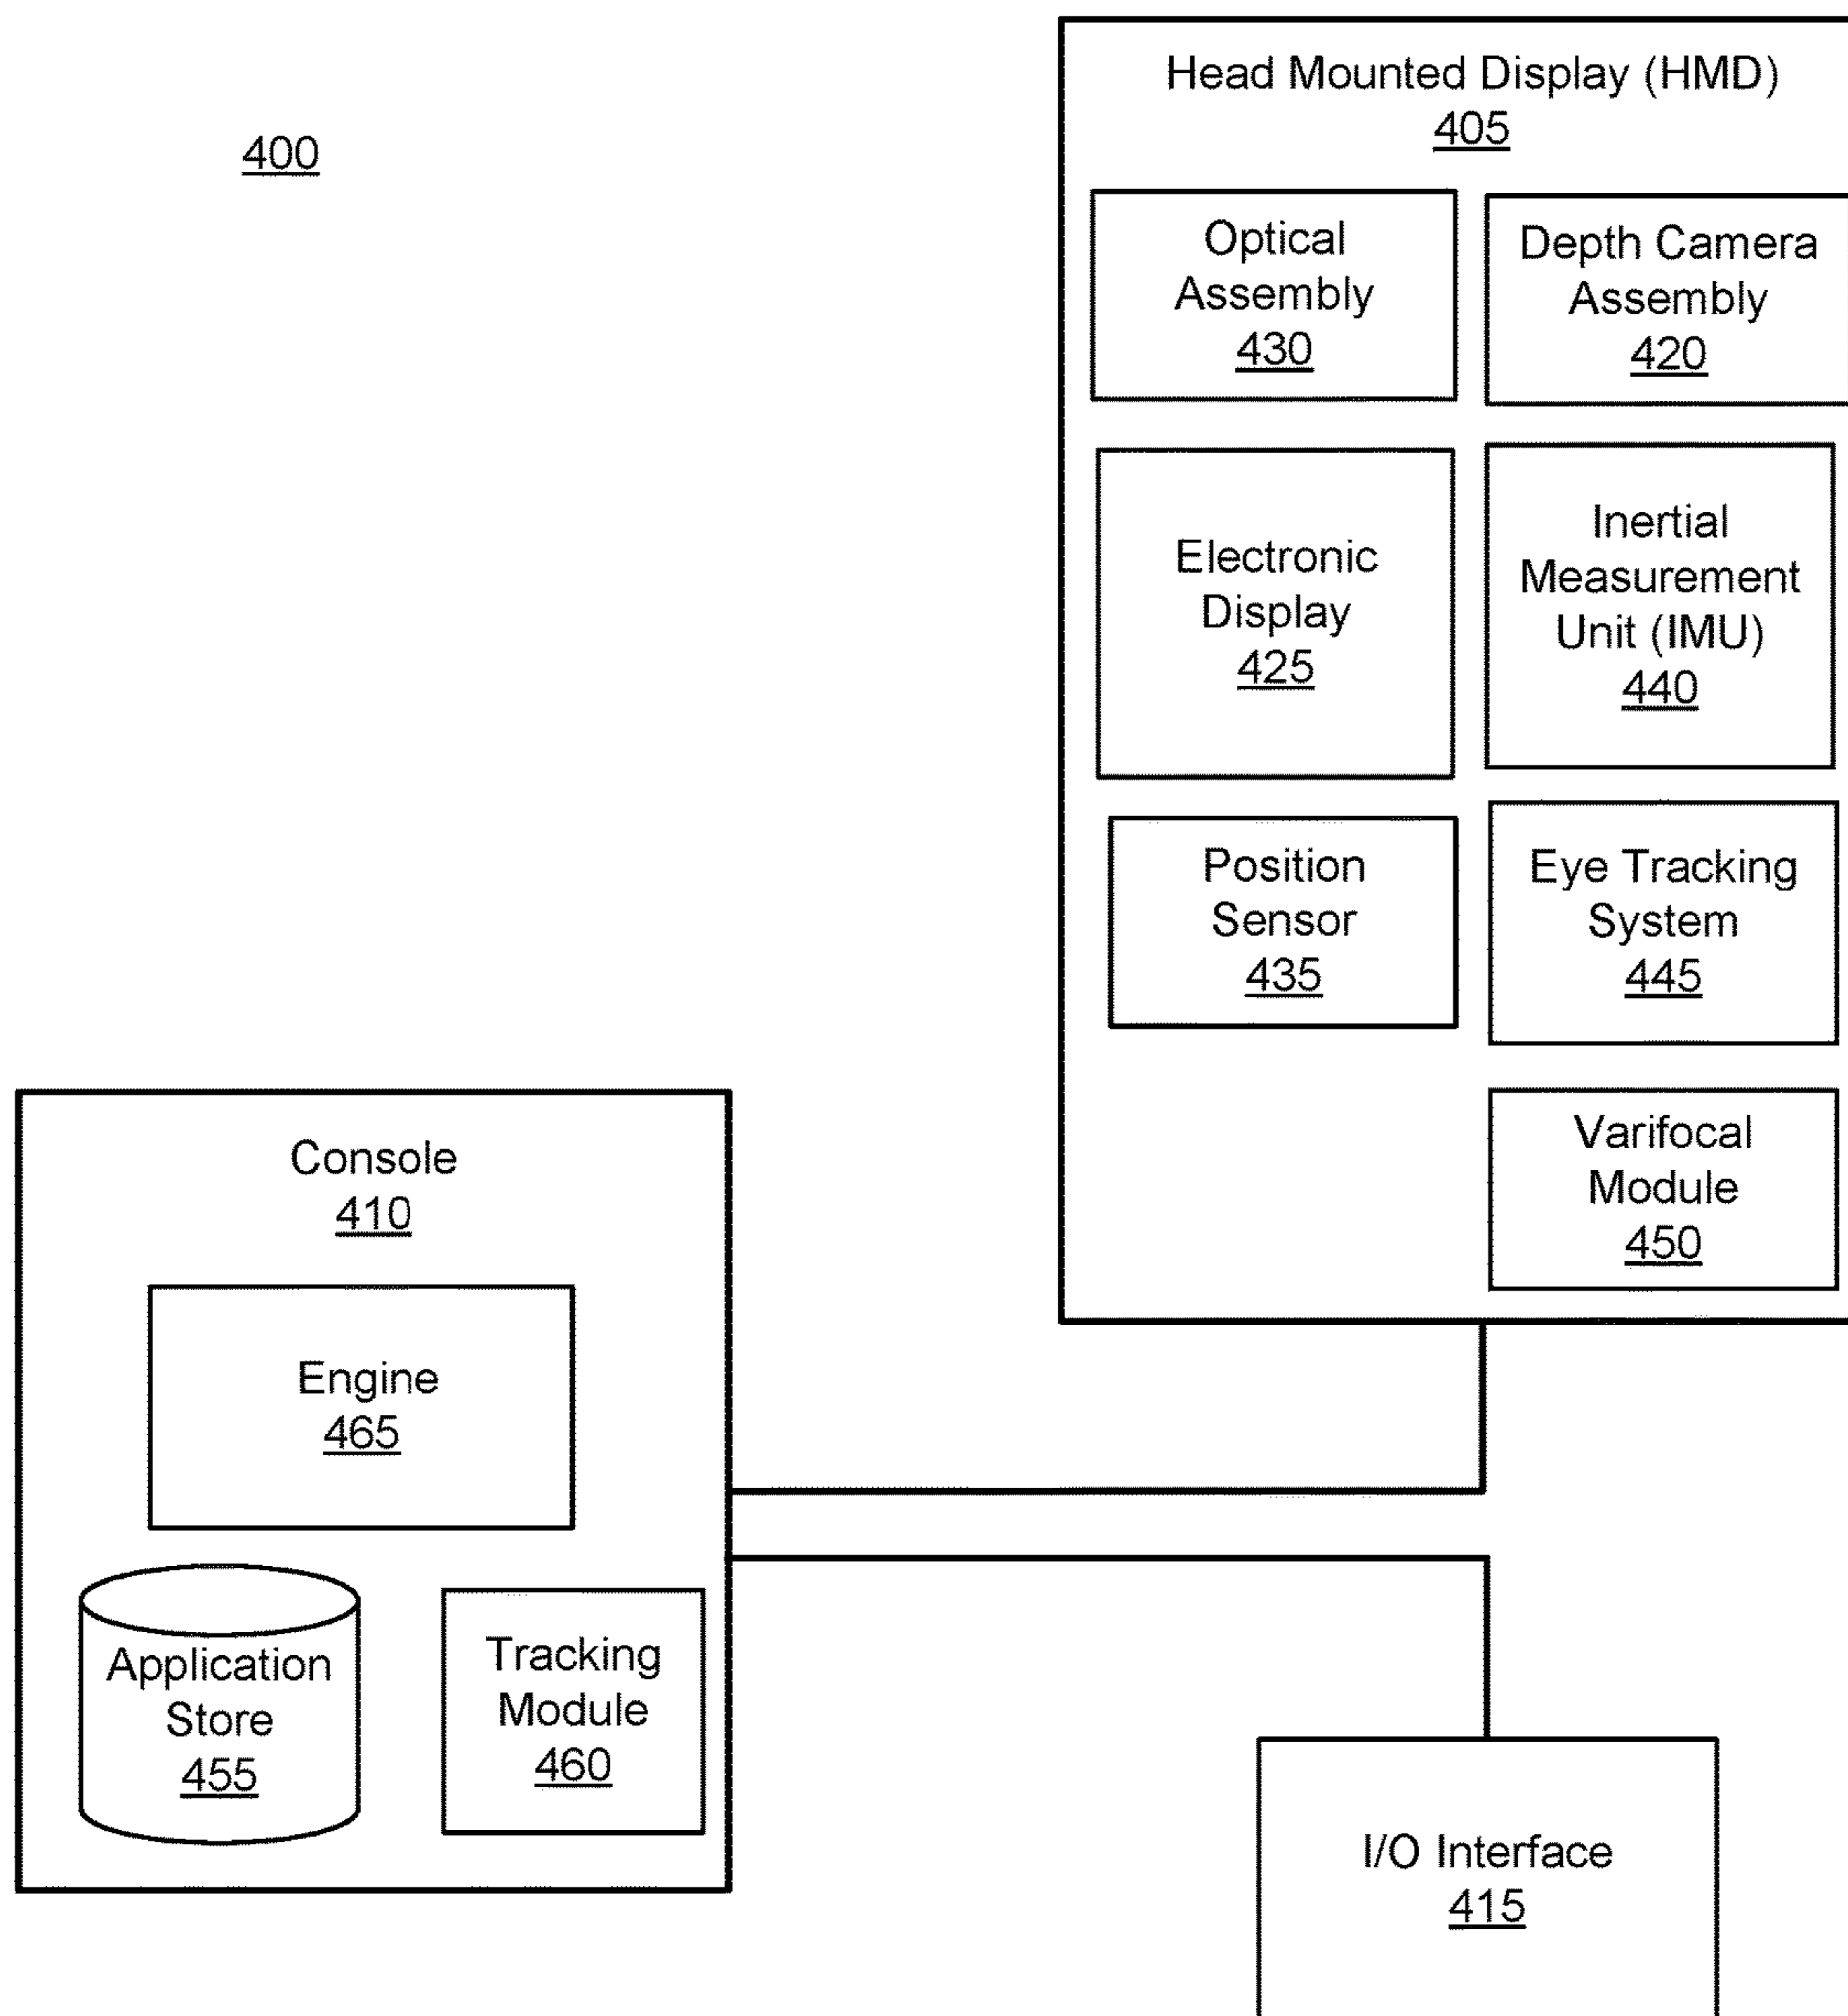 400
Head Mounted Display (HMD)
405
Optical
Assembly
430
Depth Camera
Assembly
420
Electronic
Display
425
Inertial
Measurement
Unit (IMU)
440
Position
Sensor
435
Eye Tracking
System
445
Varifocal
Module
450
Console
410
Engine
465
Application
Store
455
Tracking
Module
460
I/O Interface
415